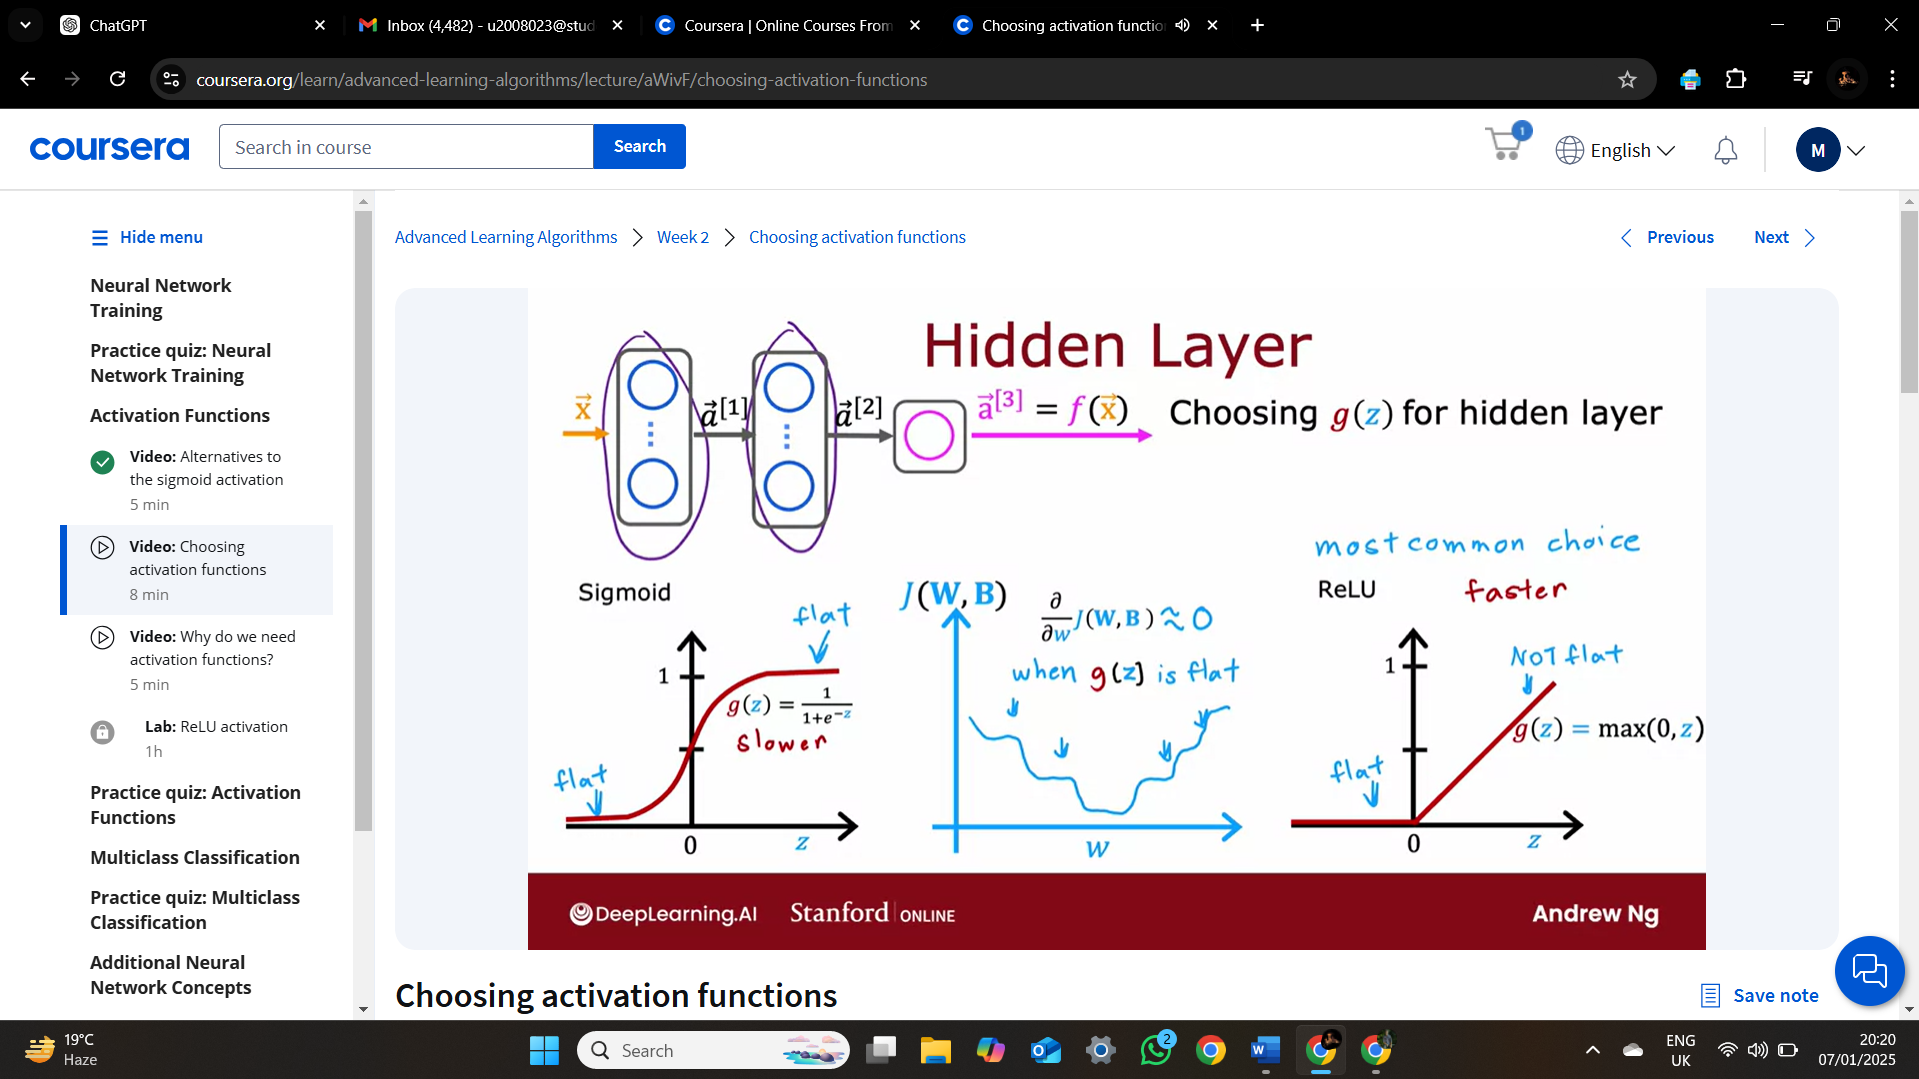 ChatGPT
Inbox (4,482) - u2008023@stud
Coursera | Online Courses From
Choosing activation functio
coursera.org/learn/advanced-learning-algorithms/lecture/aWivF/choosing-activation-functions
coursera
Search in course
Search
1
English
M
Hide menu
Neural Network
Training
Practice quiz: Neural
Network Training
Activation Functions
Video: Alternatives to
the sigmoid activation
5 min
Video: Choosing
activation functions
8 min
Video: Why do we need
activation functions?
5 min
Lab: ReLU activation
1h
Practice quiz: Activation
Functions
Multiclass Classification
Practice quiz: Multiclass
Classification
Additional Neural
Network Concepts
Advanced Learning Algorithms
Week 2
Choosing activation functions
Previous
Next
Hidden Layer
x⃗
a⃗[1]
a⃗[2]
a⃗[3] = f(x⃗)
Choosing g(z) for hidden layer
most common choice
Sigmoid
flat
1
g(z) = 1/(1+e^−z)
slower
flat
0
z
J(W, B)
∂/∂w J(W, B) ≈ 0
when g(z) is flat
W
ReLU
faster
1
NOT flat
g(z) = max(0, z)
flat
0
z
DeepLearning.AI
Stanford | ONLINE
Andrew Ng
Choosing activation functions
Save note
19°C
Haze
Search
2
ENG
UK
20:20
07/01/2025